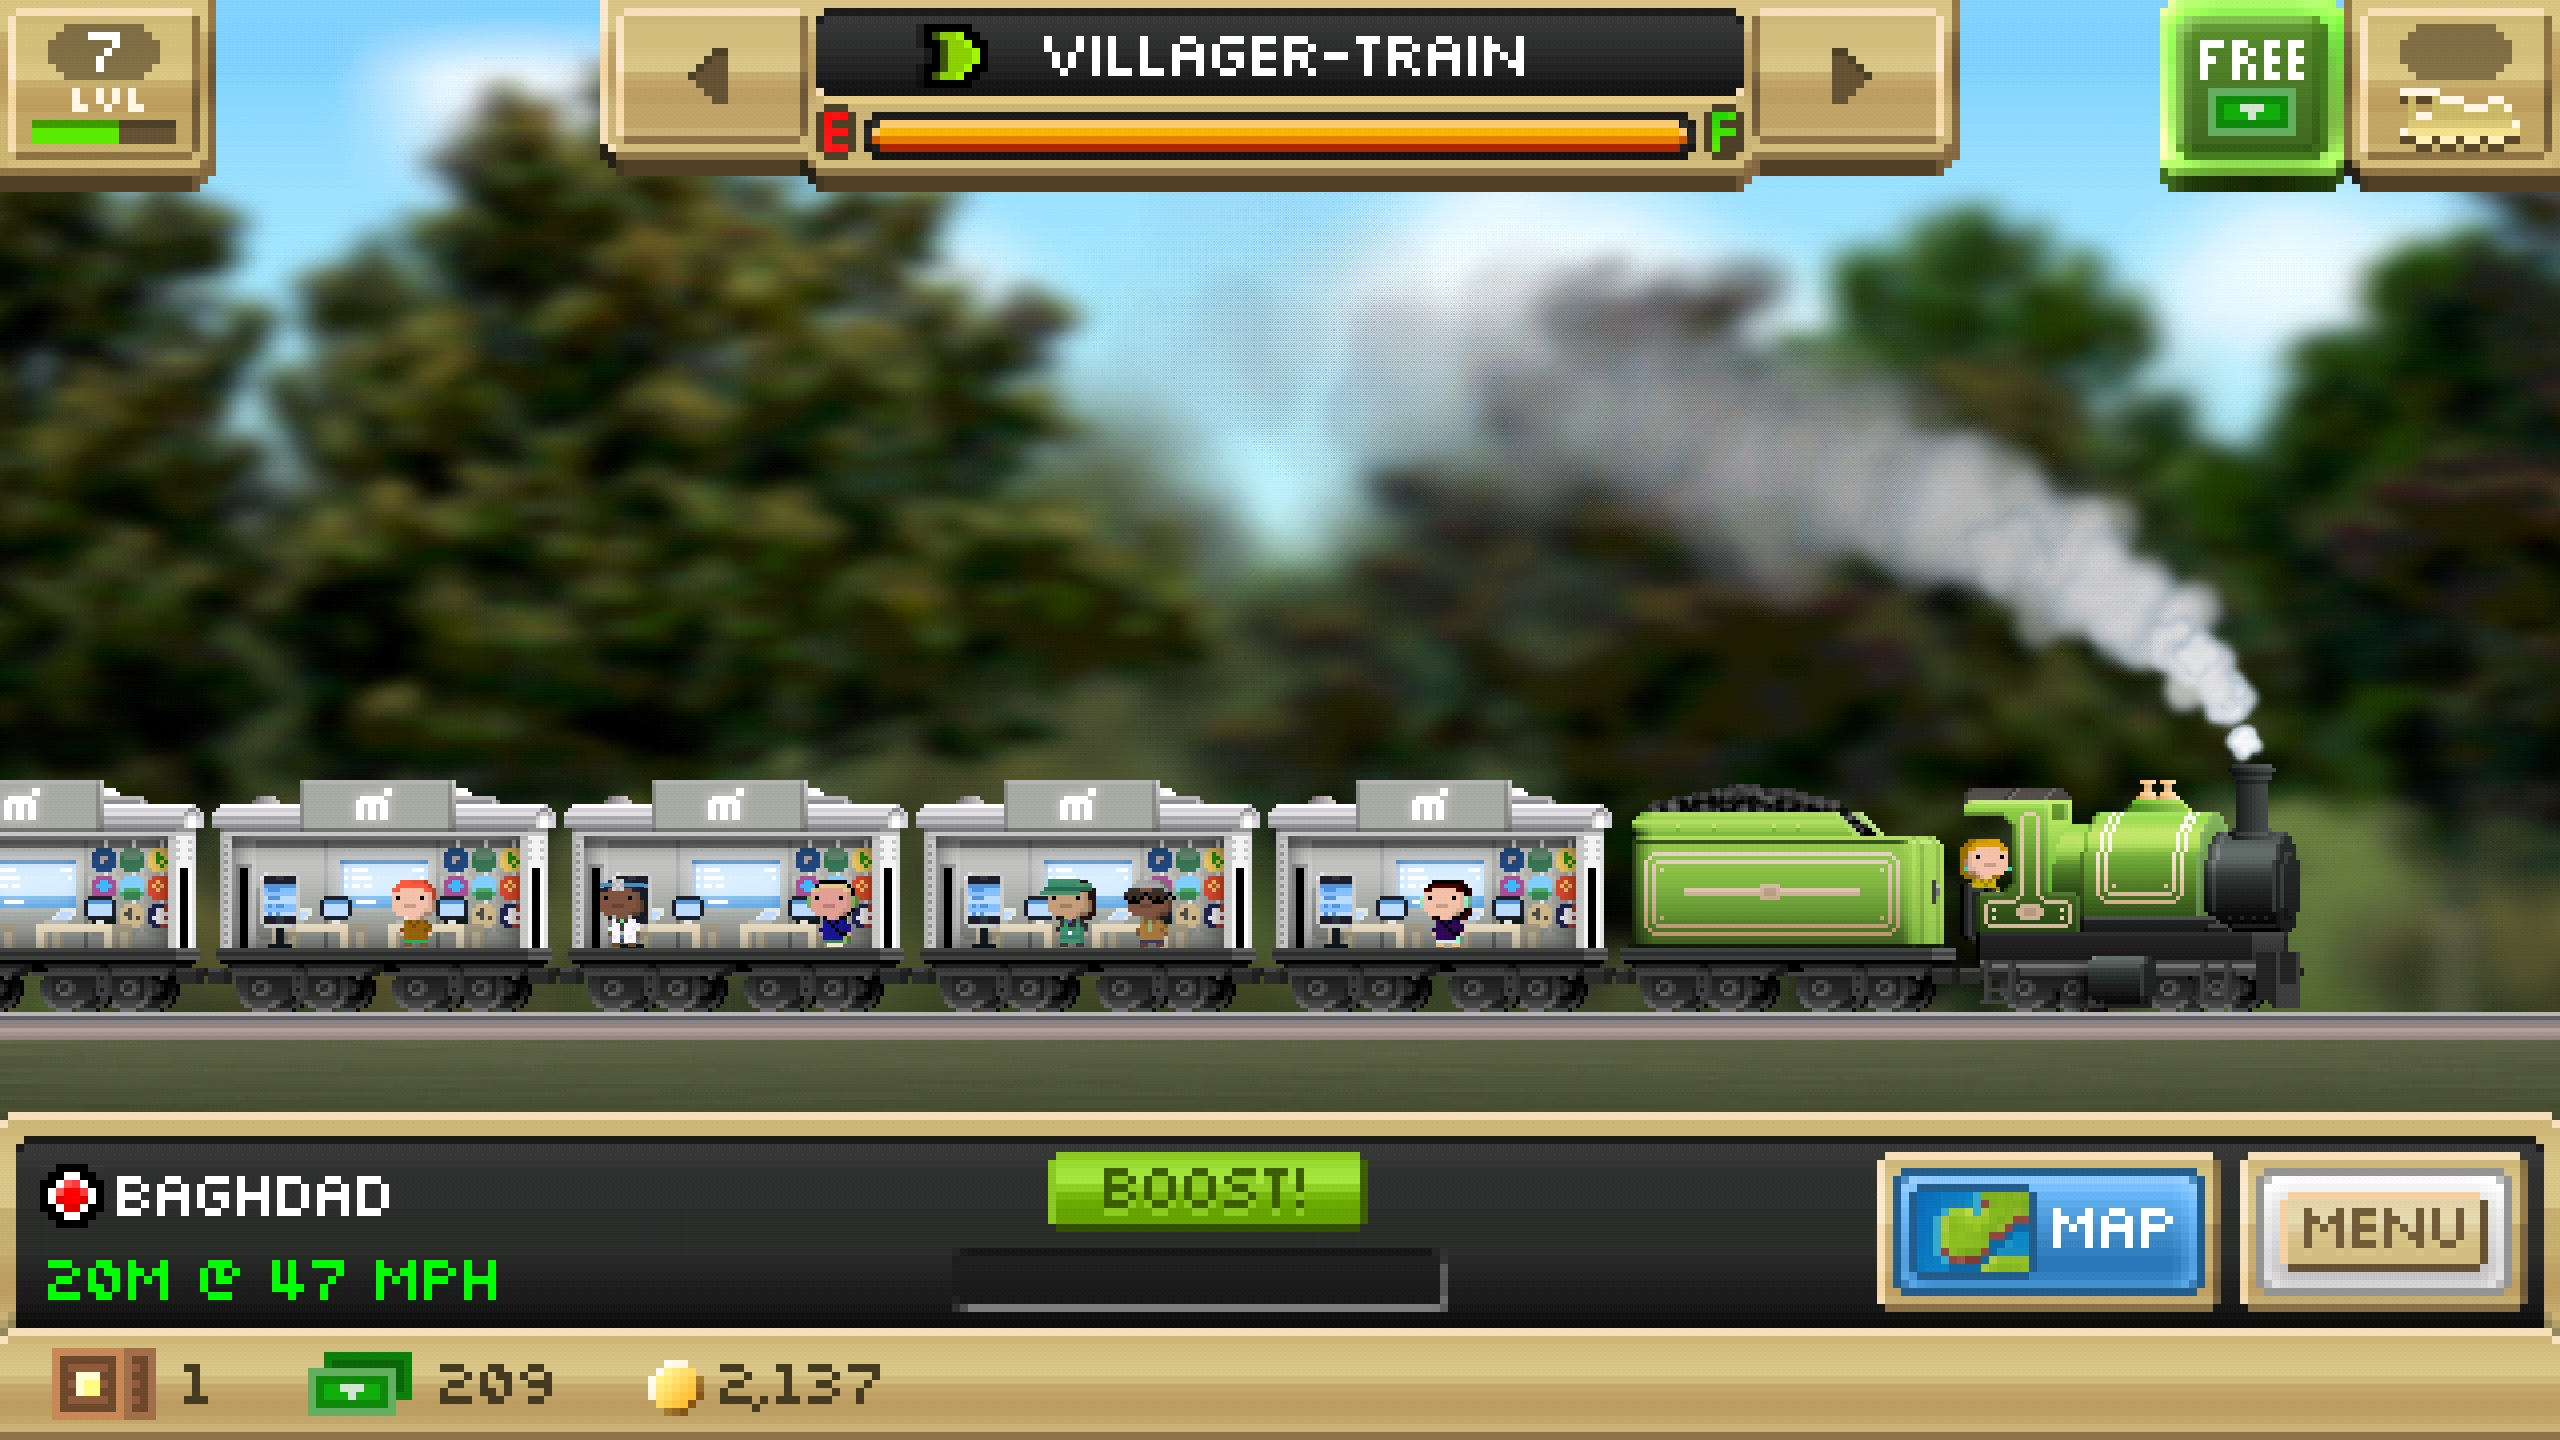 7
LVL
VILLAGER-TRAIN
E F
FREE
m
m
m
m
m
BAGHDAD
20M @ 47 MPH
BOOST!
MAP
MENU
1
209
2,137